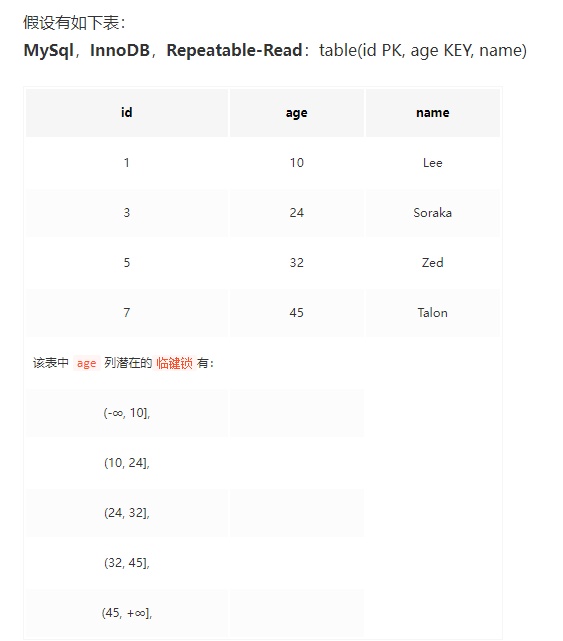 假设有如下表：
MySql，InnoDB，Repeatable-Read：table(id PK, age KEY, name)
id age name
1 10 Lee
3 24 Soraka
5 32 Zed
7 45 Talon
该表中 age 列潜在的 临键锁 有：
(-∞, 10],
(10, 24],
(24, 32],
(32, 45],
(45, +∞],